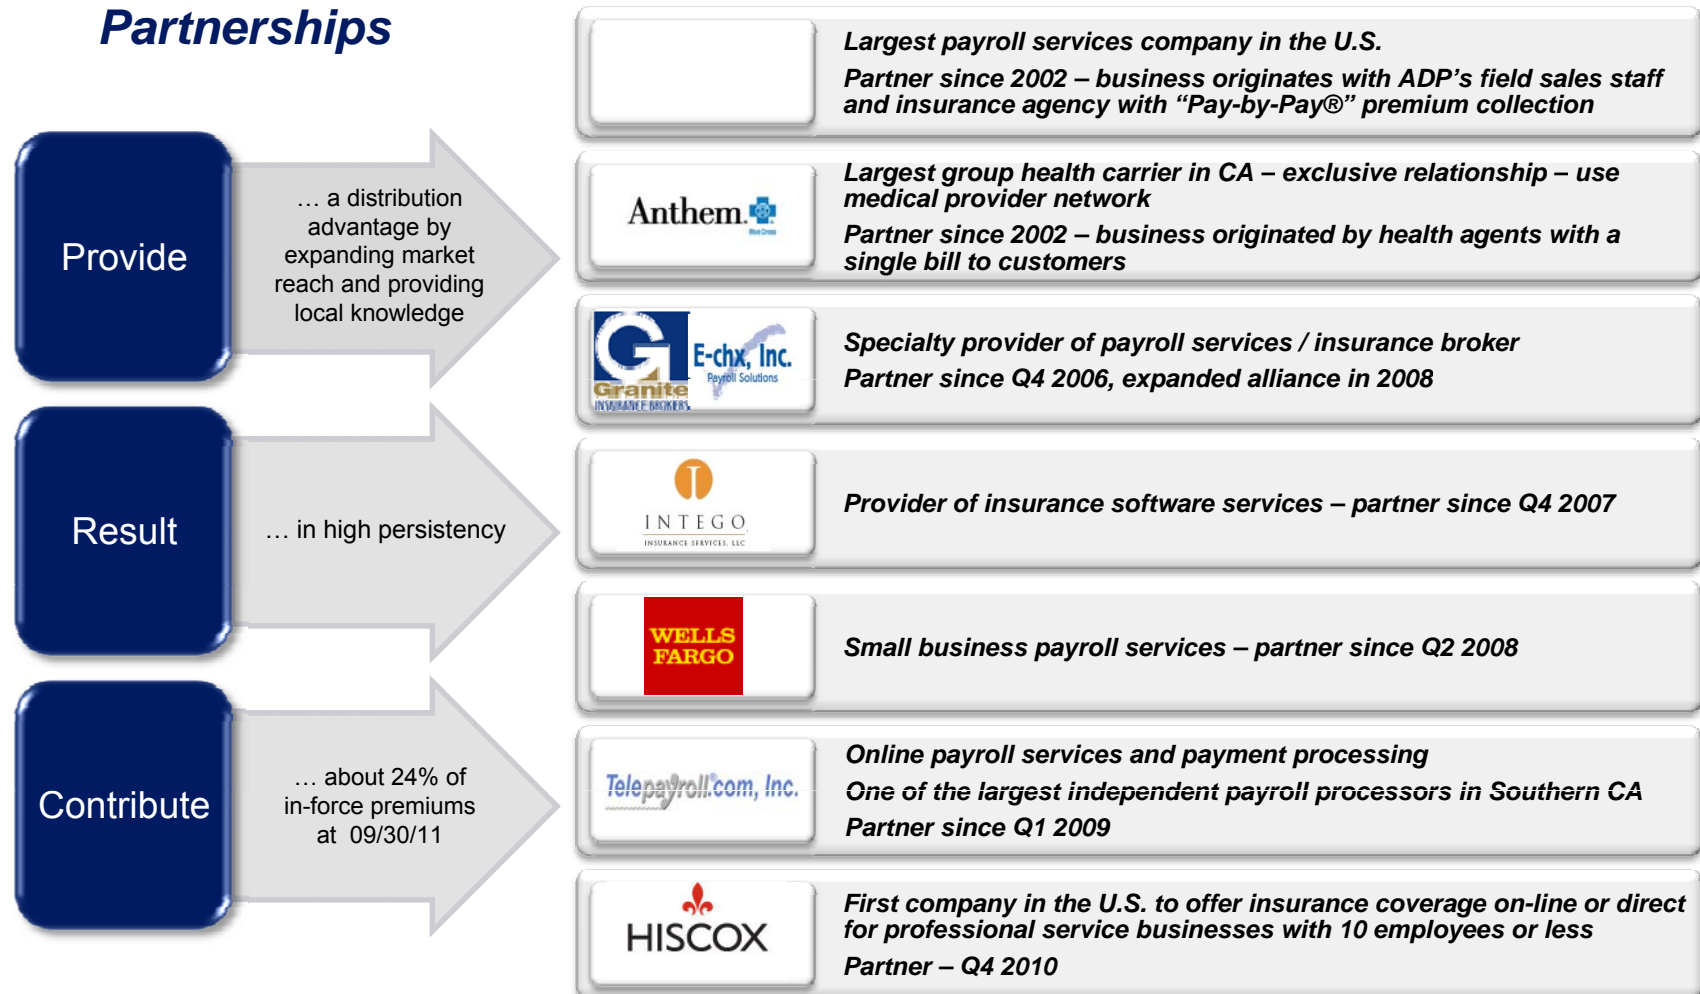 Partnerships
Provide
… a distribution
advantage by
expanding market
reach and providing
local knowledge
Result
… in high persistency
Contribute
… about 24% of
in-force premiums
at 09/30/11
Largest payroll services company in the U.S.
Partner since 2002 – business originates with ADP’s field sales staff
and insurance agency with “Pay-by-Pay®” premium collection
Anthem.
Blue Cross
Largest group health carrier in CA – exclusive relationship – use
medical provider network
Partner since 2002 – business originated by health agents with a
single bill to customers
G
Granite
INSURANCE BROKERS
E-chx, Inc.
Payroll Solutions
Specialty provider of payroll services / insurance broker
Partner since Q4 2006, expanded alliance in 2008
I
INTEGO
INSURANCE SERVICES, LLC
Provider of insurance software services – partner since Q4 2007
WELLS
FARGO
Small business payroll services – partner since Q2 2008
Telepayroll.com, Inc.
Online payroll services and payment processing
One of the largest independent payroll processors in Southern CA
Partner since Q1 2009
HISCOX
First company in the U.S. to offer insurance coverage on-line or direct
for professional service businesses with 10 employees or less
Partner – Q4 2010